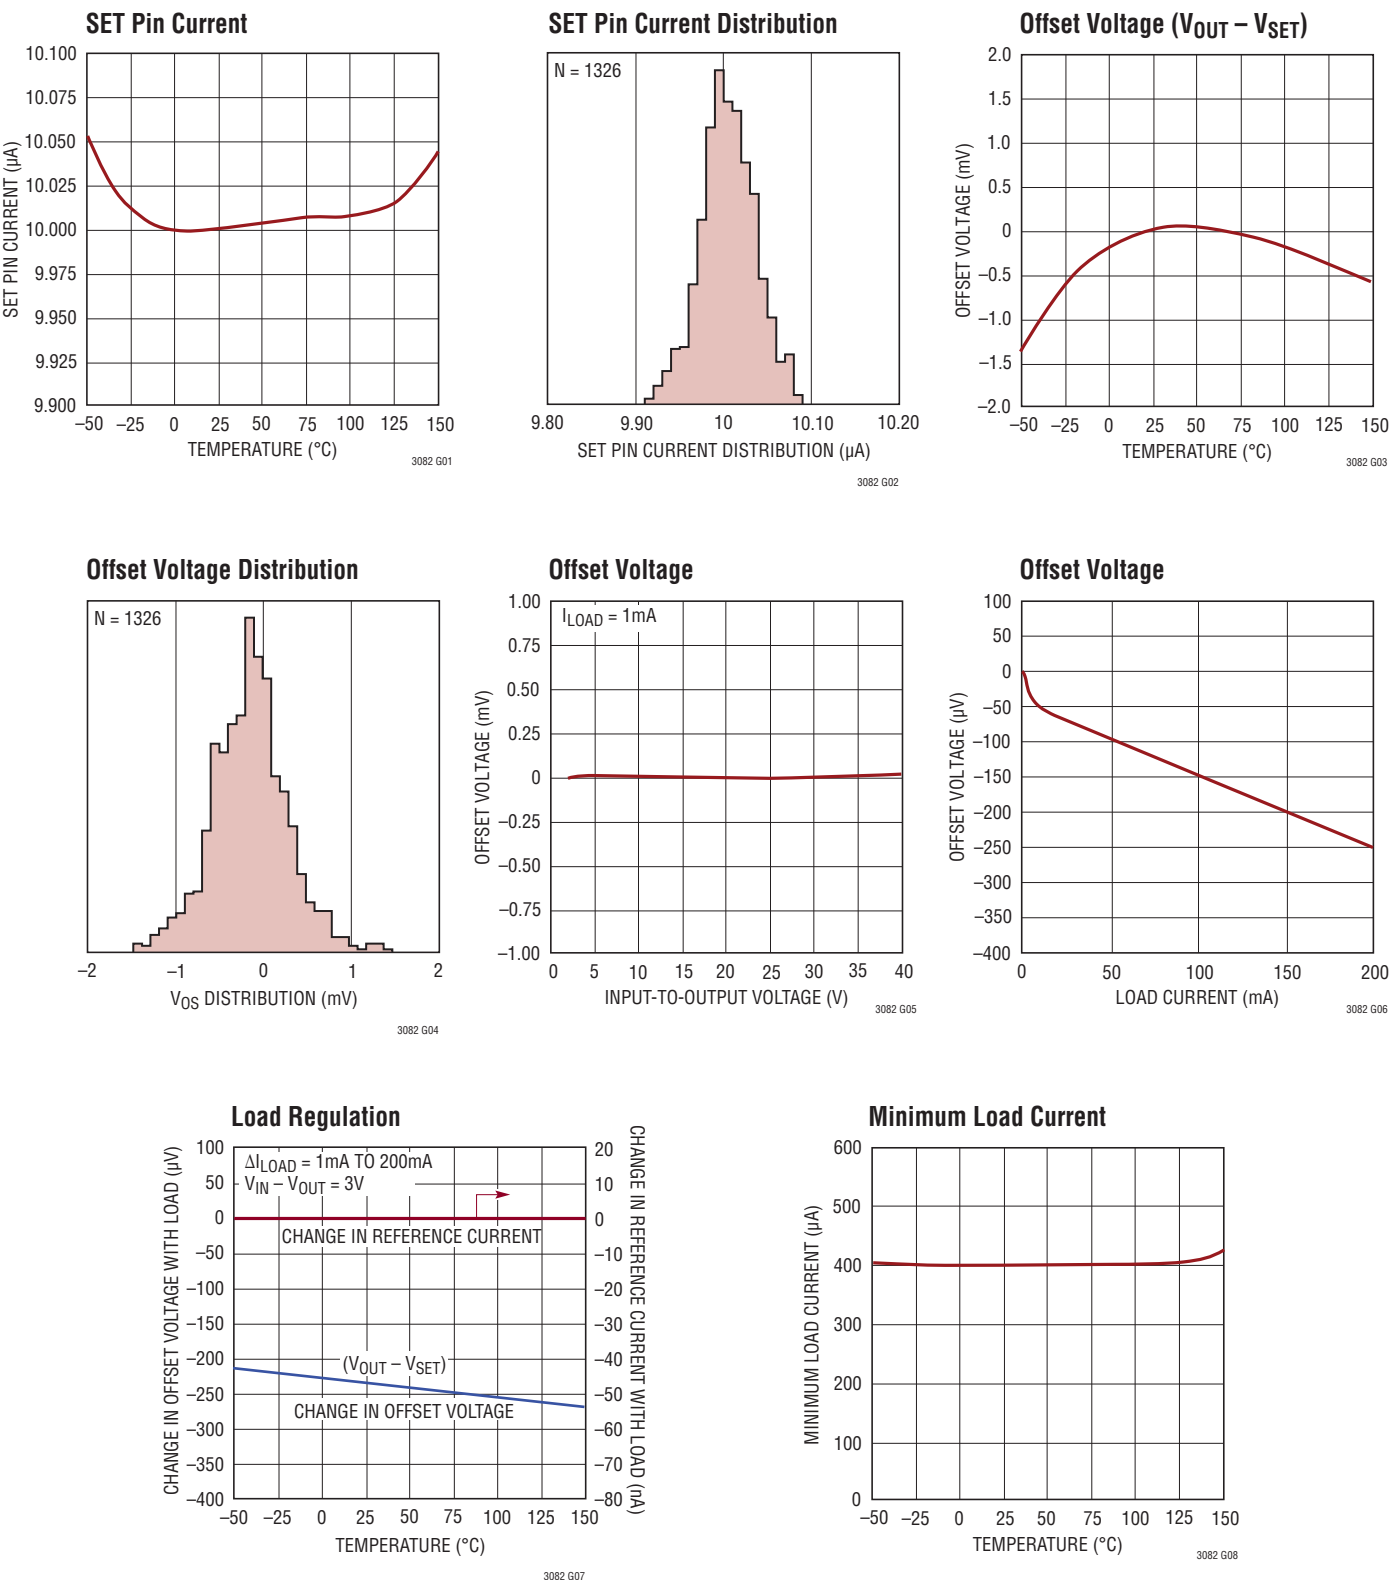 SET Pin Current
10.100
10.075
10.050
10.025
10.000
9.975
9.950
9.925
9.900
SET PIN CURRENT (µA)
–50 –25 0 25 50 75 100 125 150
TEMPERATURE (°C)
3082 G01
SET Pin Current Distribution
N = 1326
9.80 9.90 10 10.10 10.20
SET PIN CURRENT DISTRIBUTION (µA)
3082 G02
Offset Voltage (VOUT – VSET)
2.0
1.5
1.0
0.5
0
–0.5
–1.0
–1.5
–2.0
OFFSET VOLTAGE (mV)
–50 –25 0 25 50 75 100 125 150
TEMPERATURE (°C)
3082 G03
Offset Voltage Distribution
N = 1326
–2 –1 0 1 2
VOS DISTRIBUTION (mV)
3082 G04
Offset Voltage
ILOAD = 1mA
1.00
0.75
0.50
0.25
0
–0.25
–0.50
–0.75
–1.00
OFFSET VOLTAGE (mV)
0 5 10 15 20 25 30 35 40
INPUT-TO-OUTPUT VOLTAGE (V)
3082 G05
Offset Voltage
100
50
0
–50
–100
–150
–200
–250
–300
–350
–400
OFFSET VOLTAGE (µV)
0 50 100 150 200
LOAD CURRENT (mA)
3082 G06
Load Regulation
100
50
0
–50
–100
–150
–200
–250
–300
–350
–400
CHANGE IN OFFSET VOLTAGE WITH LOAD (µV)
ΔILOAD = 1mA TO 200mA
VIN – VOUT = 3V
CHANGE IN REFERENCE CURRENT
(VOUT – VSET)
CHANGE IN OFFSET VOLTAGE
20
10
0
–10
–20
–30
–40
–50
–60
–70
–80
CHANGE IN REFERENCE CURRENT WITH LOAD (nA)
–50 –25 0 25 50 75 100 125 150
TEMPERATURE (°C)
3082 G07
Minimum Load Current
600
500
400
300
200
100
0
MINIMUM LOAD CURRENT (µA)
–50 –25 0 25 50 75 100 125 150
TEMPERATURE (°C)
3082 G08